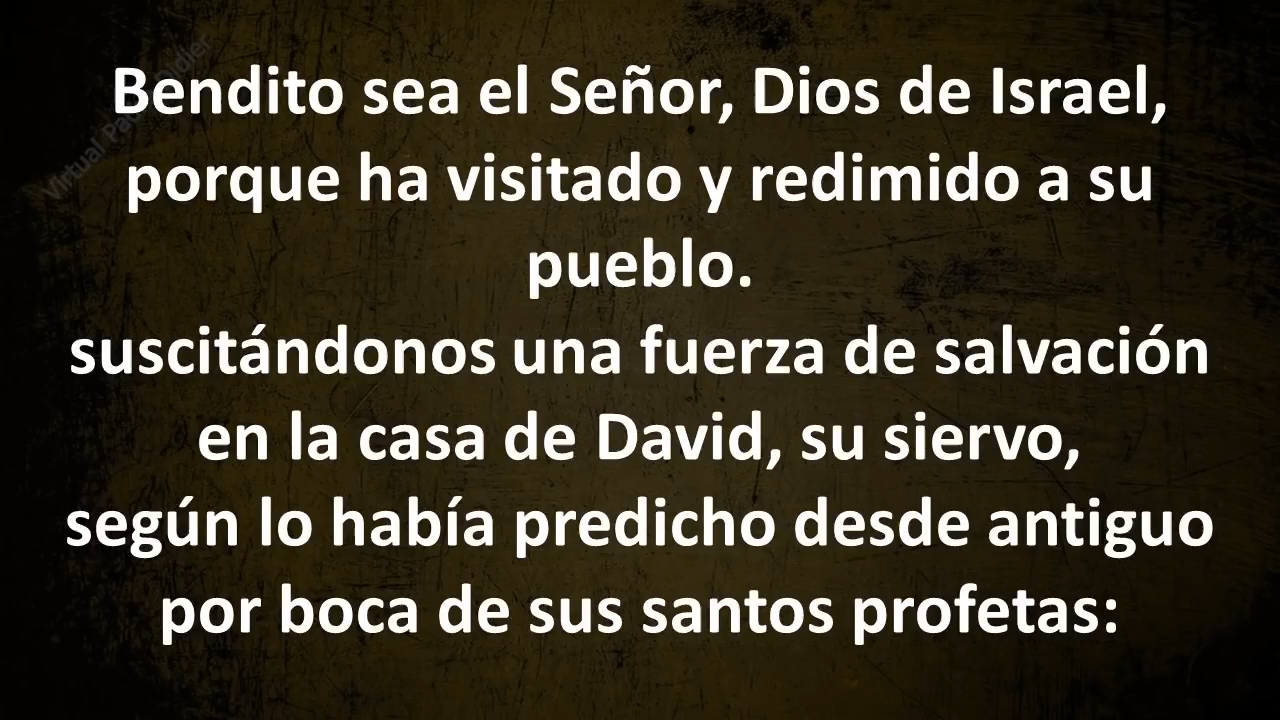 Bendito sea el Señor, Dios de Israel,
porque ha visitado y redimido a su
pueblo.
suscitándonos una fuerza de salvación
en la casa de David, su siervo,
según lo había predicho desde antiguo
por boca de sus santos profetas:
Virtual